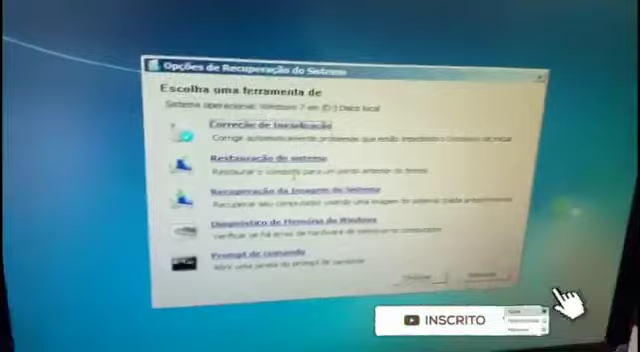 Opções de Recuperação do Sistema
Escolha uma ferramenta de
Sistema operacional: Windows 7 em (D:) Disco local
Correção de Inicialização
Corrigir automaticamente problemas que estão impedindo o Windows de iniciar
Restauração do sistema
Restaurar o Windows para um ponto anterior do tempo
Recuperação da Imagem do Sistema
Recuperar seu computador usando uma imagem do sistema criada anteriormente
Diagnóstico de Memória do Windows
Verificar se há erros de hardware de memória no computador
Prompt de comando
Abrir uma janela do prompt de comando
INSCRITO